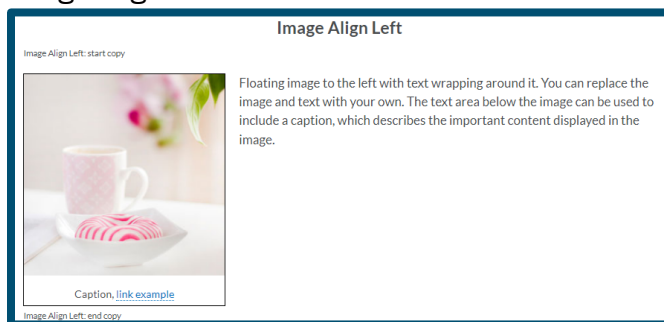 Image Align Left
Image Align Left: start copy
Floating image to the left with text wrapping around it. You can replace the
image and text with your own. The text area below the image can be used to
include a caption, which describes the important content displayed in the
image.
Caption, link example
Image Align Left: end copy